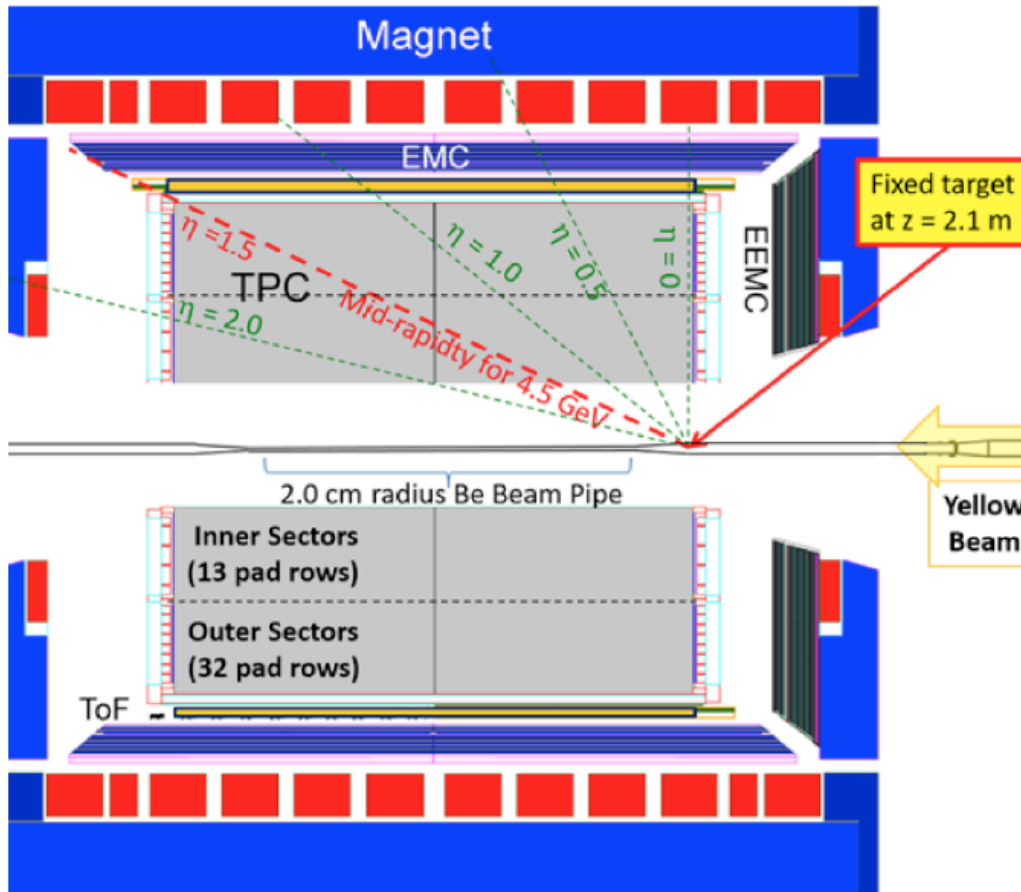 Magnet
EMC
Fixed target
at z = 2.1 m
η =1.5
η = 1.0
η = 0.5
η = 0
EEMC
TPC
η = 2.0
Mid-rapidty for 4.5 GeV
2.0 cm radius Be Beam Pipe
Yellow
Beam
Inner Sectors
(13 pad rows)
Outer Sectors
(32 pad rows)
ToF